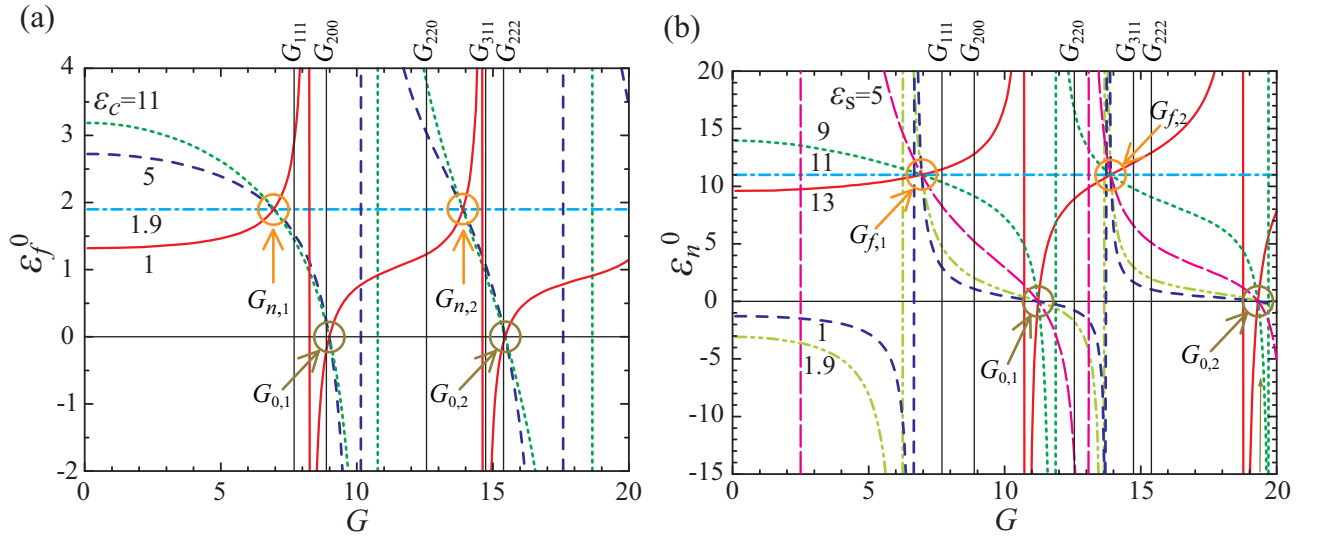 (a)
G111 G200 G220 G311 G222
4
3
2
1
0
-1
-2
εc=11
5
1.9
1
Gn,1
Gn,2
G0,1
G0,2
εf0
0 5 10 15 20
G
(b)
G111 G200 G220 G311 G222
20
15
10
5
0
-5
-10
-15
εS=5
9
11
13
1
1.9
Gf,1
Gf,2
G0,1
G0,2
εn0
0 5 10 15 20
G